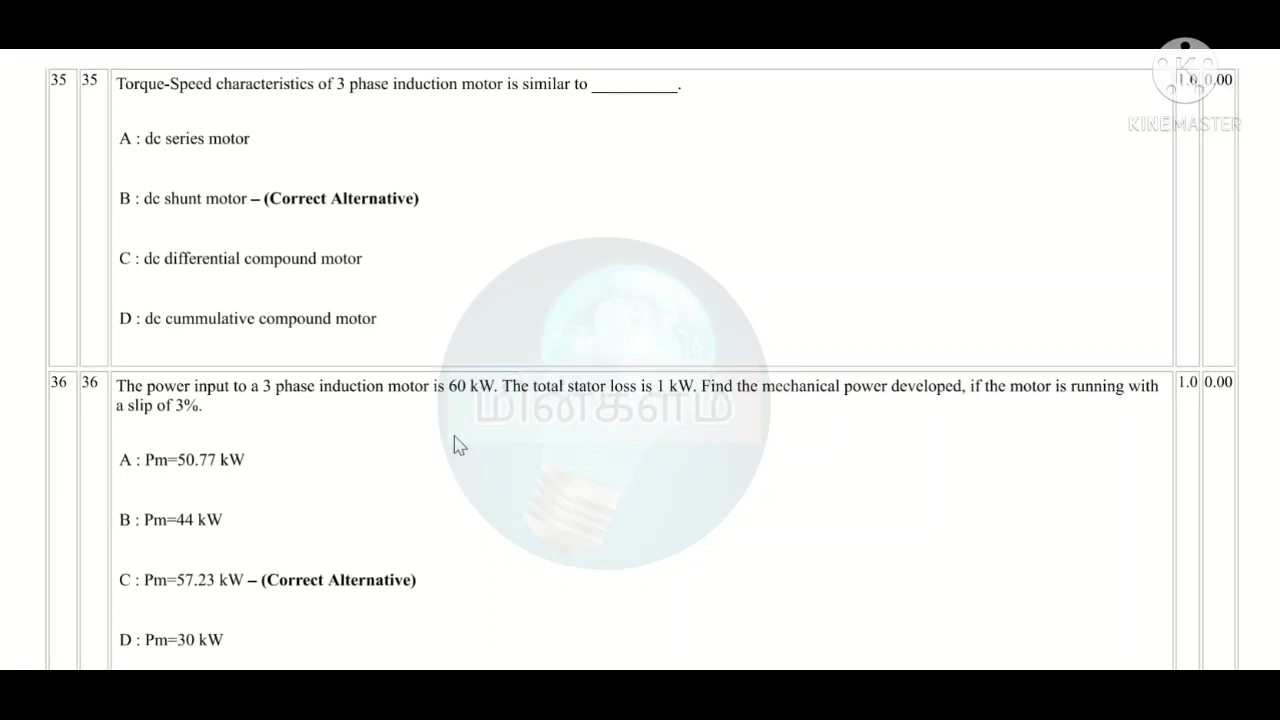 35 35 Torque-Speed characteristics of 3 phase induction motor is similar to __________. 1.0 0.00
KINEMASTER
A : dc series motor
B : dc shunt motor – (Correct Alternative)
C : dc differential compound motor
D : dc cummulative compound motor
36 36 The power input to a 3 phase induction motor is 60 kW. The total stator loss is 1 kW. Find the mechanical power developed, if the motor is running with 1.0 0.00
a slip of 3%.
மின்களம்
A : Pm=50.77 kW
B : Pm=44 kW
C : Pm=57.23 kW – (Correct Alternative)
D : Pm=30 kW